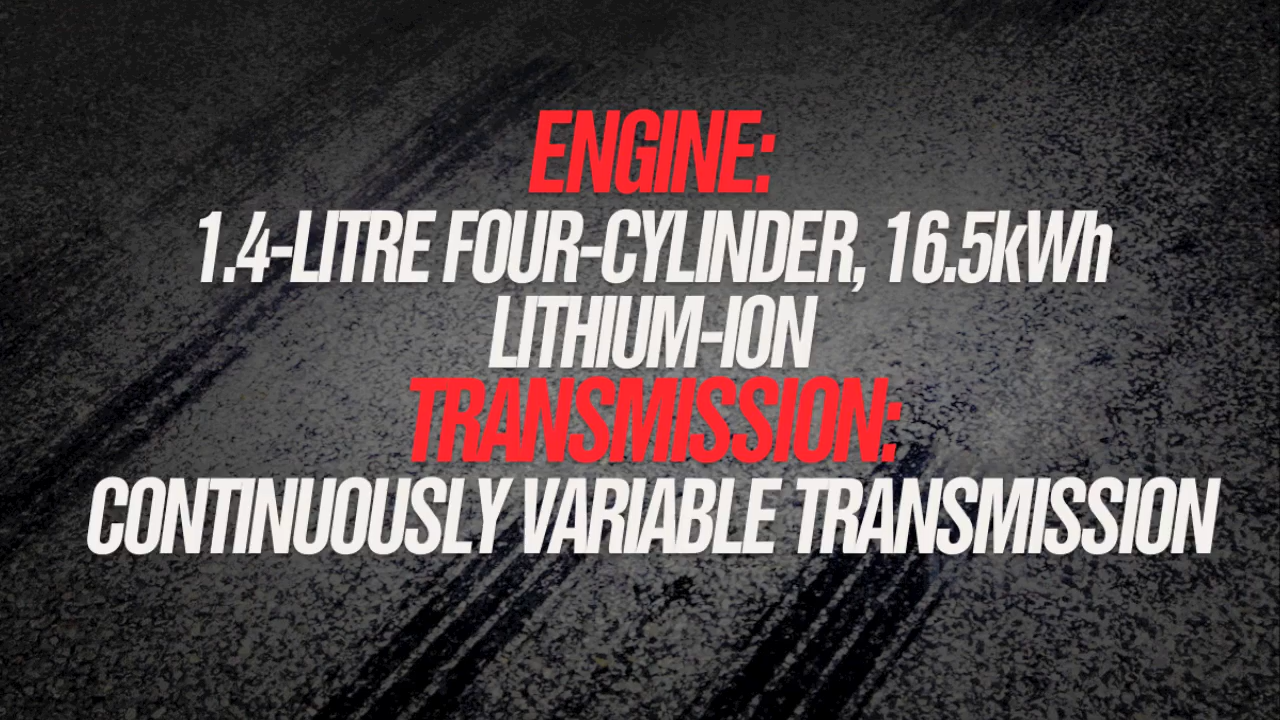 ENGINE:
1.4-LITRE FOUR-CYLINDER, 16.5kWh
LITHIUM-ION
TRANSMISSION:
CONTINUOUSLY VARIABLE TRANSMISSION